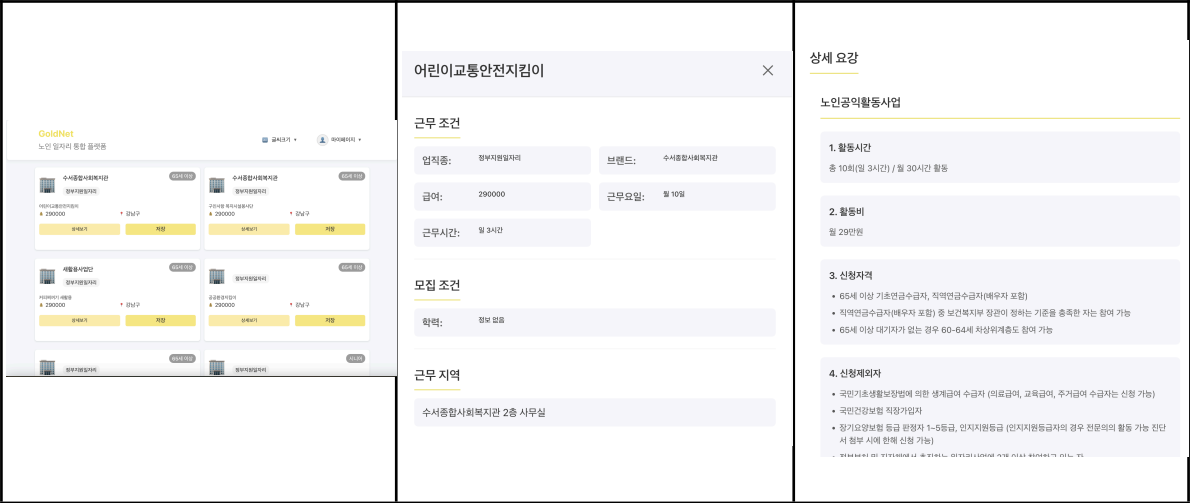 GoldNet
노인 일자리 통합 플랫폼
글씨크기 ▼
마이페이지 ▼
수서종합사회복지관
65세 이상
정부지원일자리
어린이교통안전지킴이
290000
강남구
상세보기
저장
수서종합사회복지관
65세 이상
정부지원일자리
290000
강남구
상세보기
저장
새활용사업단
65세 이상
정부지원일자리
290000
강남구
상세보기
저장
65세 이상
정부지원일자리
290000
강남구
상세보기
저장
65세 이상
정부지원일자리
시니어
정부지원일자리
어린이교통안전지킴이
근무 조건
업직종: 정부지원일자리
브랜드: 수서종합사회복지관
급여: 290000
근무요일: 월 10일
근무시간: 일 3시간
모집 조건
학력: 정보 없음
근무 지역
수서종합사회복지관 2층 사무실
상세 요강
노인공익활동사업
1. 활동시간
총 10회(일 3시간) / 월 30시간 활동
2. 활동비
월 29만원
3. 신청자격
• 65세 이상 기초연금수급자, 직역연금수급자(배우자 포함)
• 직역연금수급자(배우자 포함) 중 보건복지부 장관이 정하는 기준을 충족한 자는 참여 가능
• 65세 이상 대기자가 없는 경우 60-64세 차상위계층도 참여 가능
4. 신청제외자
• 국민기초생활보장법에 의한 생계급여 수급자 (의료급여, 교육급여, 주거급여 수급자는 신청 가능)
• 국민건강보험 직장가입자
• 장기요양보험 등급 판정자 1~5등급, 인지지원등급 (인지지원등급자의 경우 전문의의 활동 가능 진단
서 첨부 시에 한해 신청 가능)